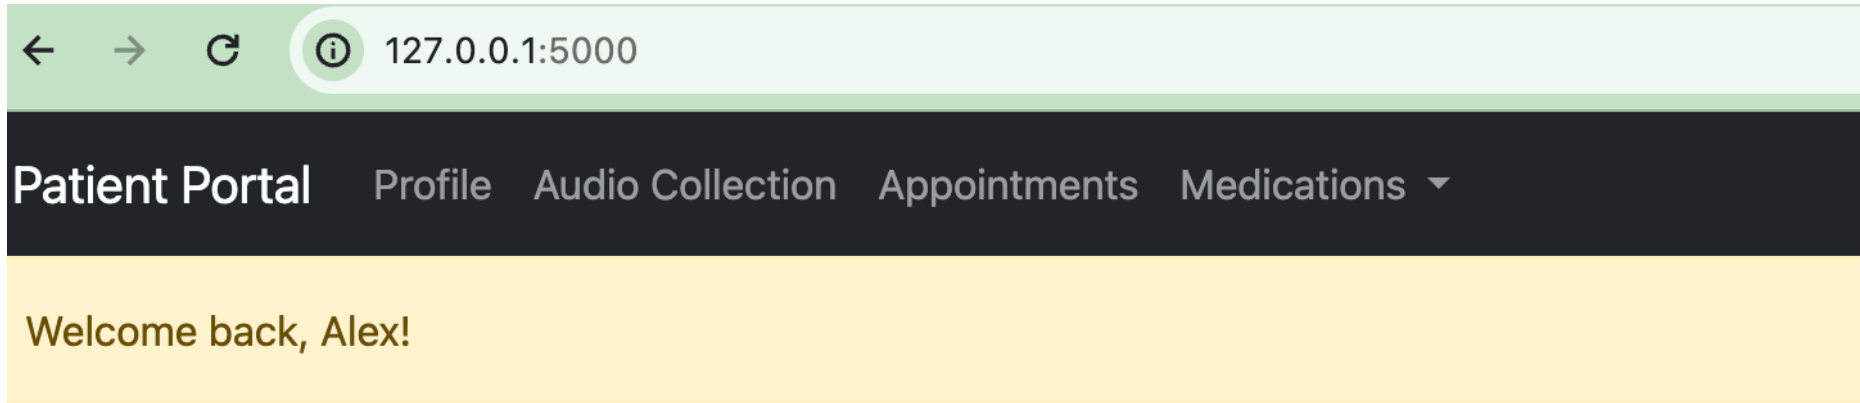 127.0.0.1:5000
Patient Portal Profile Audio Collection Appointments Medications
Welcome back, Alex!